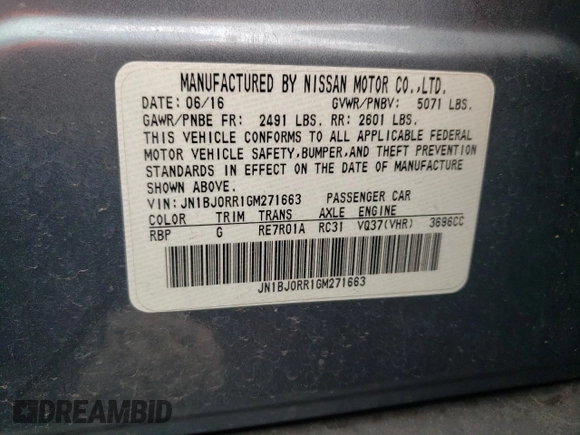 MANUFACTURED BY NISSAN MOTOR CO.,LTD.
DATE: 06/16 GVWR/PNBV: 5071 LBS.
GAWR/PNBE FR: 2491 LBS. RR: 2601 LBS.
THIS VEHICLE CONFORMS TO ALL APPLICABLE FEDERAL
MOTOR VEHICLE SAFETY,BUMPER,AND THEFT PREVENTION
STANDARDS IN EFFECT ON THE DATE OF MANUFACTURE
SHOWN ABOVE.
VIN: JN1BJ0RR1GM271663 PASSENGER CAR
COLOR TRIM TRANS AXLE ENGINE
RBP G RE7R01A RC31 VQ37(VHR) 3696CC
JN1BJ0RR1GM271663
DREAMBID